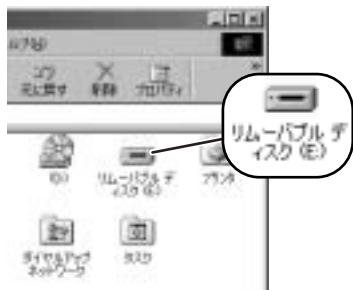 ルプ(H)
元に戻す 削除 プロパティ
»
リムーバブル デ
ィスク (E:)
(D:)
リムーバブル デ
ィスク (E:)
プリンタ
ダイヤルアップ
ネットワーク
タスク